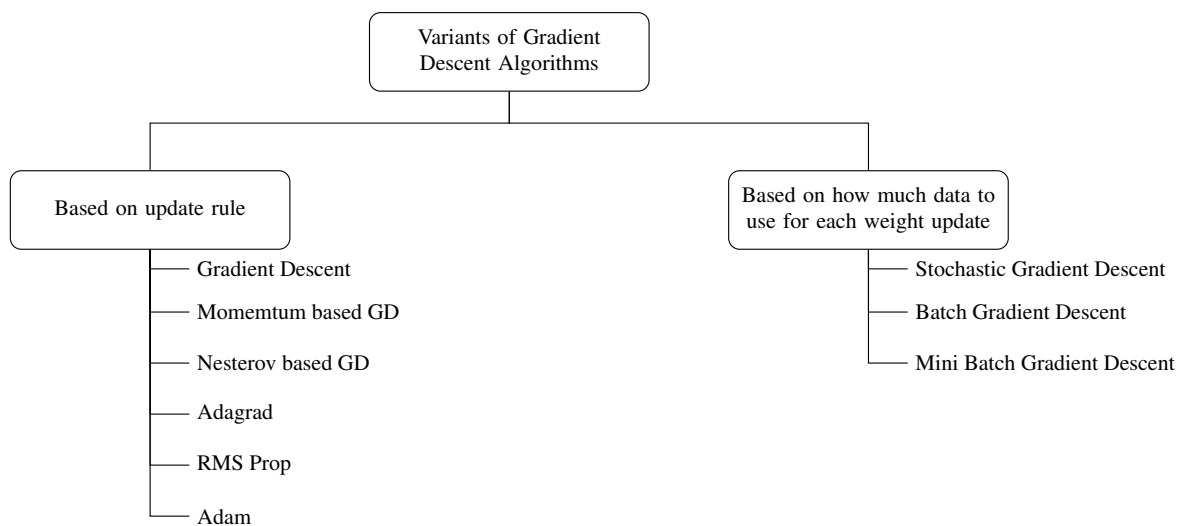 Variants of Gradient
Descent Algorithms
Based on update rule
Gradient Descent
Momemtum based GD
Nesterov based GD
Adagrad
RMS Prop
Adam
Based on how much data to
use for each weight update
Stochastic Gradient Descent
Batch Gradient Descent
Mini Batch Gradient Descent